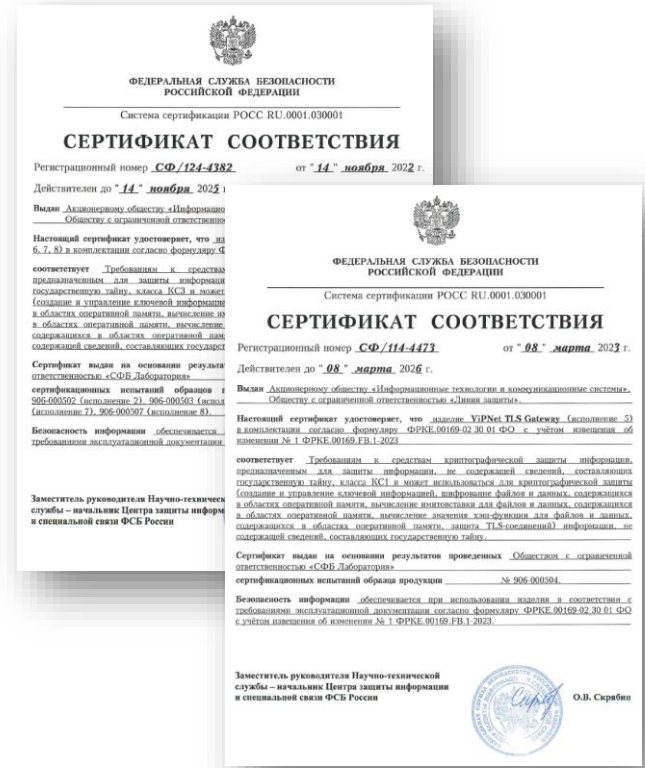 ФЕДЕРАЛЬНАЯ СЛУЖБА БЕЗОПАСНОСТИ
РОССИЙСКОЙ ФЕДЕРАЦИИ
Система сертификации РОСС RU.0001.030001
СЕРТИФИКАТ СООТВЕТСТВИЯ
Регистрационный номер СФ/124-4382 от "14" ноября 2022 г.
Действителен до "14" ноября 2025 г
Выдан Акционерному обществу «Информацио
Обществу с ограниченной ответственно
Настоящий сертификат удостоверяет, что из
6, 7, 8) в комплектации согласно формуляру Ф
соответствует Требованиям к средствам
предназначенным для защиты информаци
государственную тайну, класса КС3 и может
(создание и управление ключевой информацие
в областях оперативной памяти, вычисление им
в областях оперативной памяти, вычисление
содержащихся в областях оперативной пам
содержащей сведений, составляющих государст
Сертификат выдан на основании результа
ответственностью «СФБ Лаборатория»
сертификационных испытаний образцов п
906-000502 (исполнение 2), 906-000503 (испол
(исполнение 7), 906-000507 (исполнение 8).
Безопасность информации обеспечивается
требованиями эксплуатационной документации
Заместитель руководителя Научно-техническ
службы – начальник Центра защиты информ
и специальной связи ФСБ России
ФЕДЕРАЛЬНАЯ СЛУЖБА БЕЗОПАСНОСТИ
РОССИЙСКОЙ ФЕДЕРАЦИИ
Система сертификации РОСС RU.0001.030001
СЕРТИФИКАТ СООТВЕТСТВИЯ
Регистрационный номер СФ/114-4473 от "08" марта 2023 г.
Действителен до "08" марта 2026 г.
Выдан Акционерному обществу «Информационные технологии и коммуникационные системы»,
Обществу с ограниченной ответственностью «Линия защиты».
Настоящий сертификат удостоверяет, что изделие ViPNet TLS Gateway (исполнение 5)
в комплектации согласно формуляру ФРКЕ.00169-02 30 01 ФО с учётом извещения об
изменении № 1 ФРКЕ.00169.FB.1-2023
соответствует Требованиям к средствам криптографической защиты информации,
предназначенным для защиты информации, не содержащей сведений, составляющих
государственную тайну, класса КС1 и может использоваться для криптографической защиты
(создание и управление ключевой информацией, шифрование файлов и данных, содержащихся
в областях оперативной памяти, вычисление имитовставки для файлов и данных, содержащихся
в областях оперативной памяти, вычисление значения хэш-функции для файлов и данных,
содержащихся в областях оперативной памяти, защита TLS-соединений) информации, не
содержащей сведений, составляющих государственную тайну.
Сертификат выдан на основании результатов проведенных Обществом с ограниченной
ответственностью «СФБ Лаборатория»
сертификационных испытаний образца продукции № 906-000504.
Безопасность информации обеспечивается при использовании изделия в соответствии с
требованиями эксплуатационной документации согласно формуляру ФРКЕ.00169-02 30 01 ФО
с учётом извещения об изменении № 1 ФРКЕ.00169.FB.1-2023.
Заместитель руководителя Научно-технической
службы – начальник Центра защиты информации
и специальной связи ФСБ России
О.В. Скрябин